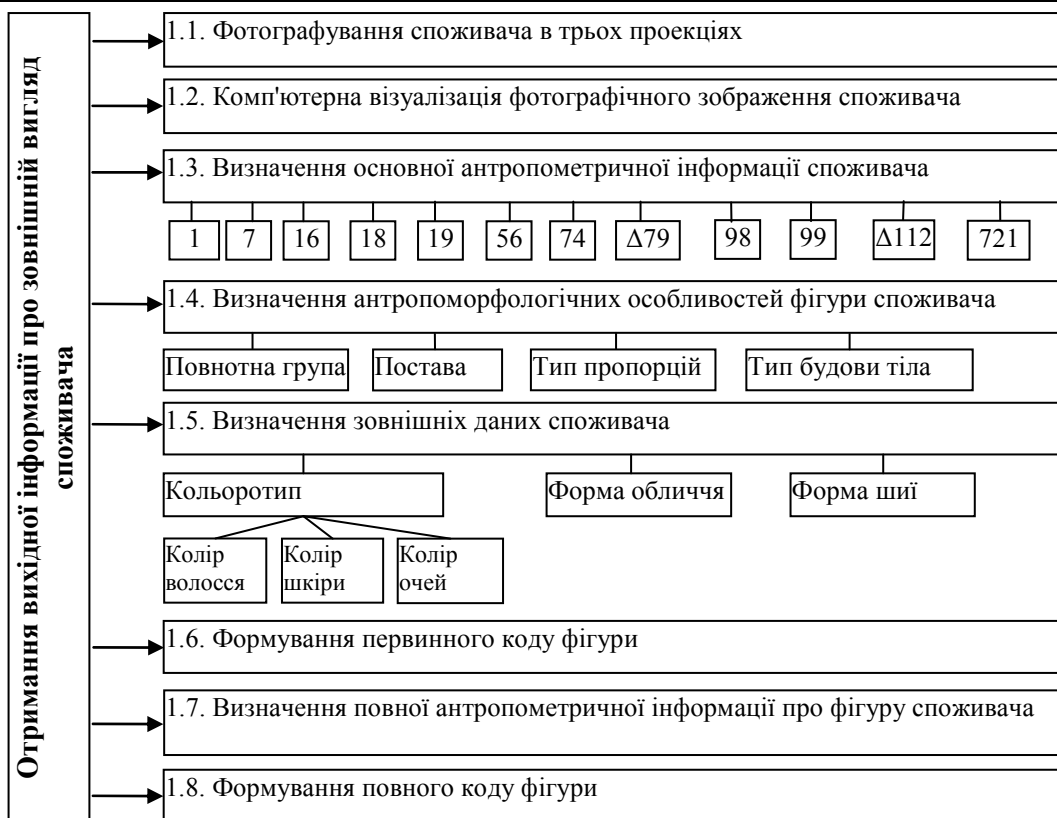 Отримання вихідної інформації про зовнішній вигляд
споживача
1.1. Фотографування споживача в трьох проекціях
1.2. Комп'ютерна візуалізація фотографічного зображення споживача
1.3. Визначення основної антропометричної інформації споживача
1 7 16 18 19 56 74 Δ79 98 99 Δ112 721
1.4. Визначення антропоморфологічних особливостей фігури споживача
Повнотна група Постава Тип пропорцій Тип будови тіла
1.5. Визначення зовнішніх даних споживача
Кольоротип Форма обличчя Форма шиї
Колір
волосся
Колір
шкіри
Колір
очей
1.6. Формування первинного коду фігури
1.7. Визначення повної антропометричної інформації про фігуру споживача
1.8. Формування повного коду фігури